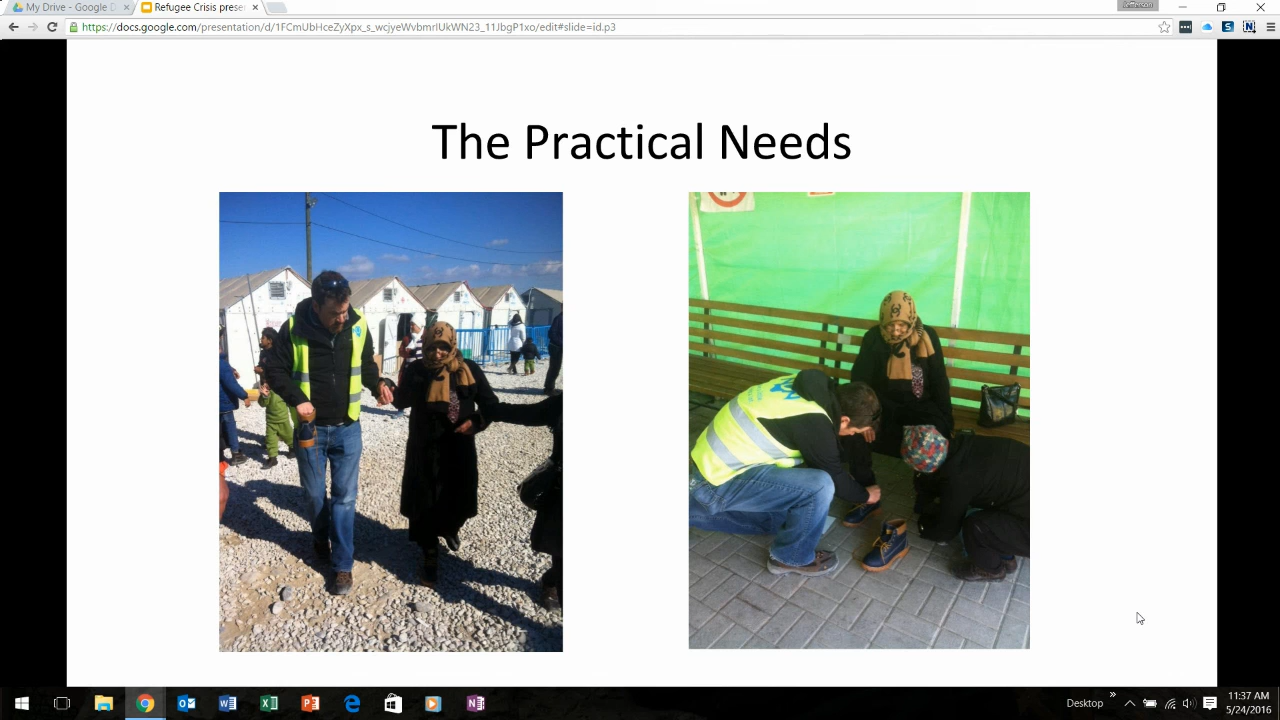 My Drive - Google D
Refugee Crisis prese
Jefferson
https://docs.google.com/presentation/d/1FCmUbHceZyXpx_s_wcjyeWvbmrIUkWN23_11JbgP1xo/edit#slide=id.p3
The Practical Needs
Desktop
11:37 AM
5/24/2016